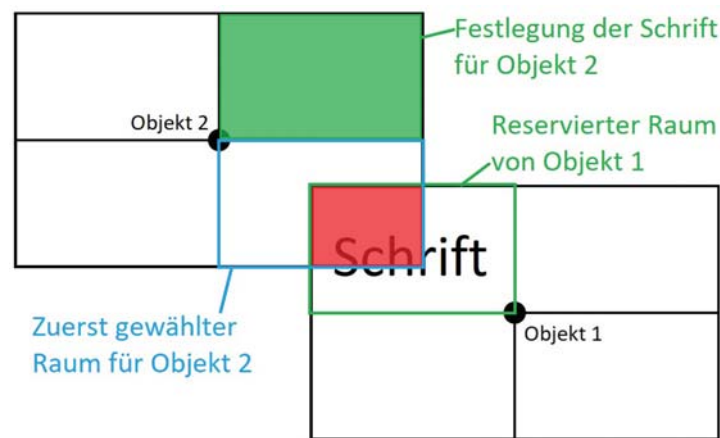 Festlegung der Schrift
für Objekt 2
Objekt 2
Reservierter Raum
von Objekt 1
Schrift
Zuerst gewählter
Raum für Objekt 2
Objekt 1